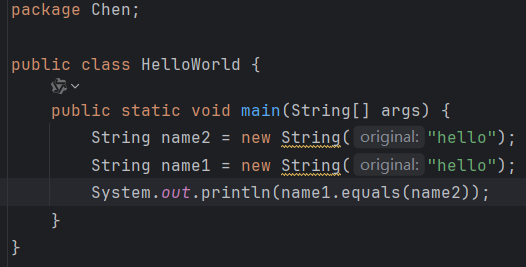 package Chen;
public class HelloWorld {
public static void main(String[] args) {
String name2 = new String( original: "hello");
String name1 = new String( original: "hello");
System.out.println(name1.equals(name2));
}
}